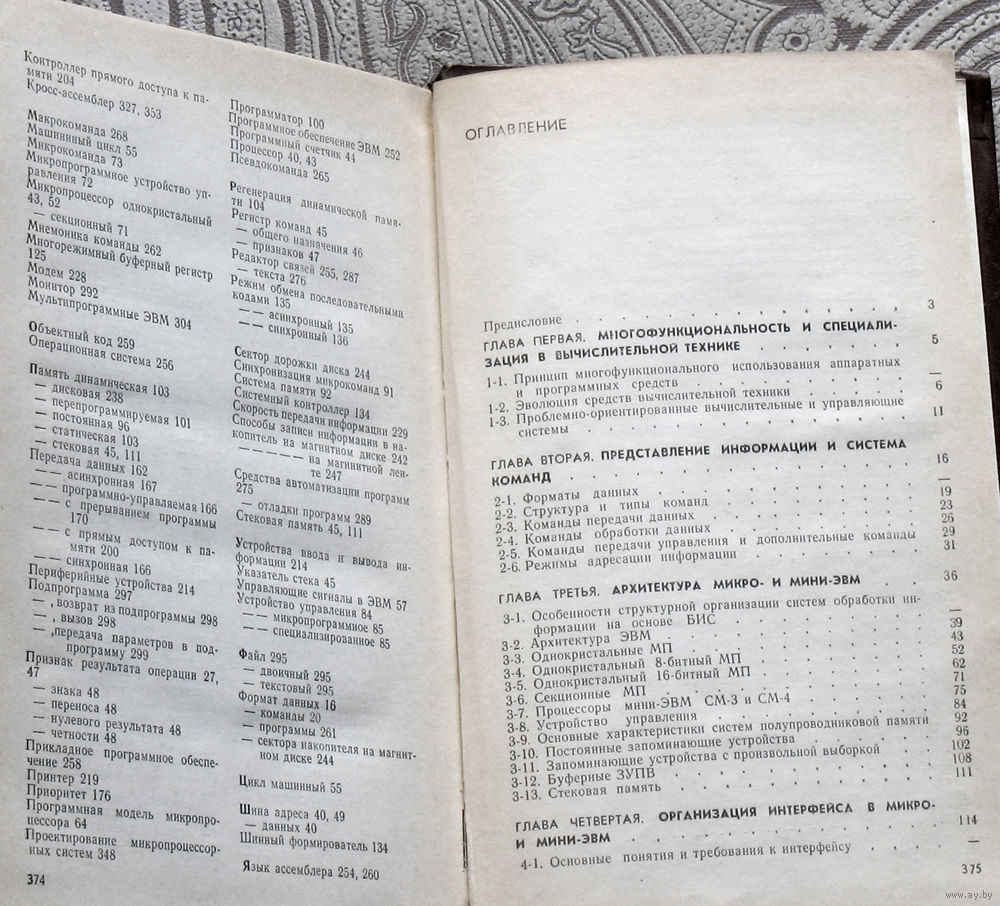 Контроллер прямого доступа к па-
мяти 204
Кросс-ассемблер 327, 353
Макрокоманда 268
Машинный цикл 55
Микрокоманда 73
Микропрограммное устройство уп-
равления 72
Микропроцессор однокристальный
43, 52
— секционный 71
Мнемоника команды 262
Многорежимный буферный регистр
125
Модем 228
Монитор 292
Мультипрограммные ЭВМ 304
Объектный код 259
Операционная система 256
Память динамическая 103
— дисковая 238
— перепрограммируемая 101
— постоянная 96
— статическая 103
— стековая 45, 111
Передача данных 162
— — асинхронная 167
— — программно-управляемая 166
— — с прерыванием программы
170
— — с прямым доступом к па-
мяти 200
— — синхронная 166
Периферийные устройства 214
Подпрограмма 297
— , возврат из подпрограммы 298
— , вызов 298
— ,передача параметров в под-
программу 299
Признак результата операции 27,
47
— знака 48
— переноса 48
— нулевого результата 48
— четности 48
Прикладное программное обеспе-
чение 258
Принтер 219
Приоритет 176
Программная модель микропро-
цессора 64
Проектирование микропроцессор-
ных систем 348
374
Программатор 100
Программное обеспечение ЭВМ 252
Программный счетчик 44
Процессор 40, 43
Псевдокоманда 265
Регенерация динамической памя-
ти 104
Регистр команд 45
— общего назначения 46
— признаков 47
Редактор связей 255, 287
— текста 276
Режим обмена последовательными
кодами 135
— — асинхронный 135
— — синхронный 136
Сектор дорожки диска 244
Синхронизация микрокоманд 91
Система памяти 92
Системный контроллер 134
Скорость передачи информации 229
Способы записи информации в на-
копитель на магнитном диске 242
— — — — — — на магнитной лен-
те 247
Средства автоматизации программ
275
— — отладки программ 289
Стековая память 45, 111
Устройства ввода и вывода ин-
формации 214
Указатель стека 45
Управляющие сигналы в ЭВМ 57
Устройство управления 84
— — микропрограммное 85
— — специализированное 85
Файл 295
— двоичный 295
— текстовый 295
Формат данных 16
— команды 20
— программы 261
— сектора накопителя на магнит-
ном диске 244
Цикл машинный 55
Шина адреса 40, 49
— данных 40
Шинный формирователь 134
Язык ассемблера 254, 260
ОГЛАВЛЕНИЕ
Предисловие . . . . . . . . . . 3
ГЛАВА ПЕРВАЯ. МНОГОФУНКЦИОНАЛЬНОСТЬ И СПЕЦИАЛИ-
ЗАЦИЯ В ВЫЧИСЛИТЕЛЬНОЙ ТЕХНИКЕ . . . . . 5
1-1. Принцип многофункционального использования аппаратных
и программных средств . . . . . . . —
1-2. Эволюция средств вычислительной техники . . . . 6
1-3. Проблемно-ориентированные вычислительные и управляющие
системы . . . . . . . . . . 11
ГЛАВА ВТОРАЯ. ПРЕДСТАВЛЕНИЕ ИНФОРМАЦИИ И СИСТЕМА
КОМАНД . . . . . . . . . . 16
2-1. Форматы данных . . . . . . . . —
2-2. Структура и типы команд . . . . . . 19
2-3. Команды передачи данных . . . . . . 23
2-4. Команды обработки данных . . . . . . 26
2-5. Команды передачи управления и дополнительные команды 29
2-6. Режимы адресации информации . . . . . 31
ГЛАВА ТРЕТЬЯ. АРХИТЕКТУРА МИКРО- И МИНИ-ЭВМ . . 36
3-1. Особенности структурной организации систем обработки ин-
формации на основе БИС . . . . . . —
3-2. Архитектура ЭВМ . . . . . . . . 39
3-3. Однокристальные МП . . . . . . . 43
3-4. Однокристальный 8-битный МП . . . . . 52
3-5. Однокристальный 16-битный МП . . . . . 62
3-6. Секционные МП . . . . . . . . 71
3-7. Процессоры мини-ЭВМ СМ-3 и СМ-4 . . . . 75
3-8. Устройство управления . . . . . . . 84
3-9. Основные характеристик систем полупроводниковой памяти 92
3-10. Постоянные запоминающие устройства . . . . 96
3-11. Запоминающие устройства с произвольной выборкой . . 102
3-12. Буферные ЗУПВ . . . . . . . . 108
3-13. Стековая память . . . . . . . . 111
ГЛАВА ЧЕТВЕРТАЯ. ОРГАНИЗАЦИЯ ИНТЕРФЕЙСА В МИКРО-
И МИНИ-ЭВМ . . . . . . . . . 114
4-1. Основные понятия и требования к интерфейсу . . . . —
375
www.ay.by